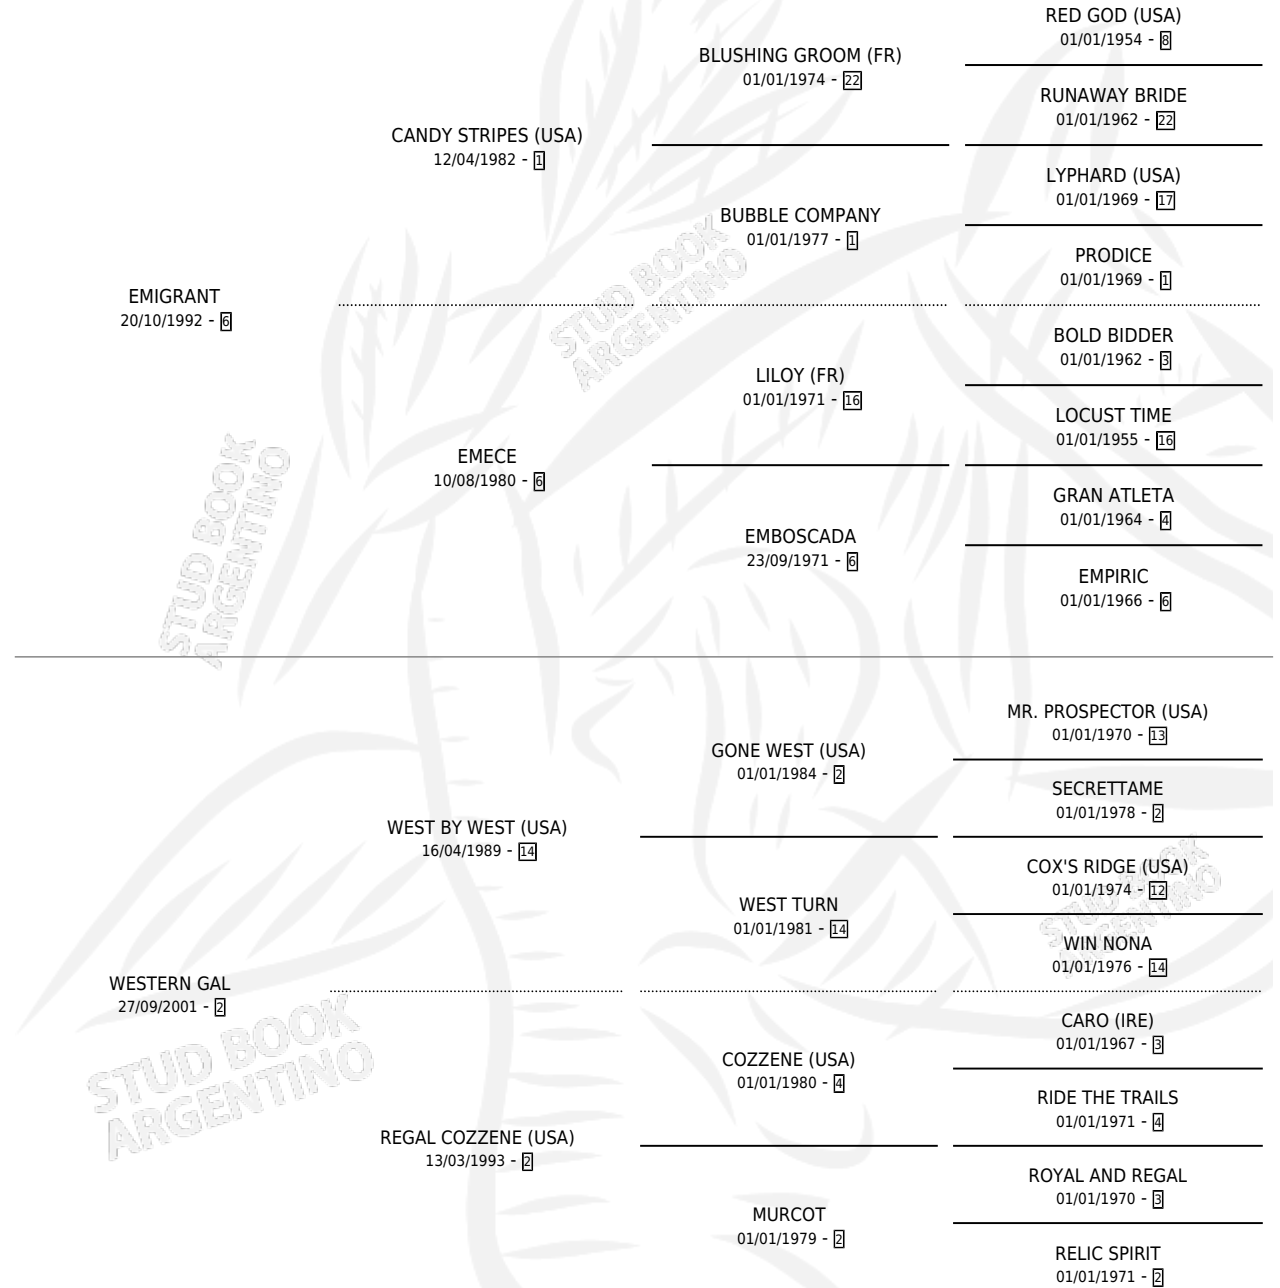 RED GOD (USA)
01/01/1954 - 8
BLUSHING GROOM (FR)
01/01/1974 - 22
RUNAWAY BRIDE
01/01/1962 - 22
CANDY STRIPES (USA)
12/04/1982 - 1
LYPHARD (USA)
01/01/1969 - 17
BUBBLE COMPANY
01/01/1977 - 1
PRODICE
01/01/1969 - 1
EMIGRANT
20/10/1992 - 6
BOLD BIDDER
01/01/1962 - 3
LILOY (FR)
01/01/1971 - 16
LOCUST TIME
01/01/1955 - 16
EMECE
10/08/1980 - 6
GRAN ATLETA
01/01/1964 - 4
EMBOSCADA
23/09/1971 - 6
EMPIRIC
01/01/1966 - 6
STUD BOOK
ARGENTINO
STUD BOOK
ARGENTINO
MR. PROSPECTOR (USA)
01/01/1970 - 13
GONE WEST (USA)
01/01/1984 - 2
SECRETTAME
01/01/1978 - 2
WEST BY WEST (USA)
16/04/1989 - 14
COX'S RIDGE (USA)
01/01/1974 - 12
WEST TURN
01/01/1981 - 14
WIN NONA
01/01/1976 - 14
STUD BOOK
ARGENTINO
WESTERN GAL
27/09/2001 - 2
CARO (IRE)
01/01/1967 - 3
COZZENE (USA)
01/01/1980 - 4
RIDE THE TRAILS
01/01/1971 - 4
REGAL COZZENE (USA)
13/03/1993 - 2
ROYAL AND REGAL
01/01/1970 - 3
MURCOT
01/01/1979 - 2
RELIC SPIRIT
01/01/1971 - 2
STUD BOOK
ARGENTINO